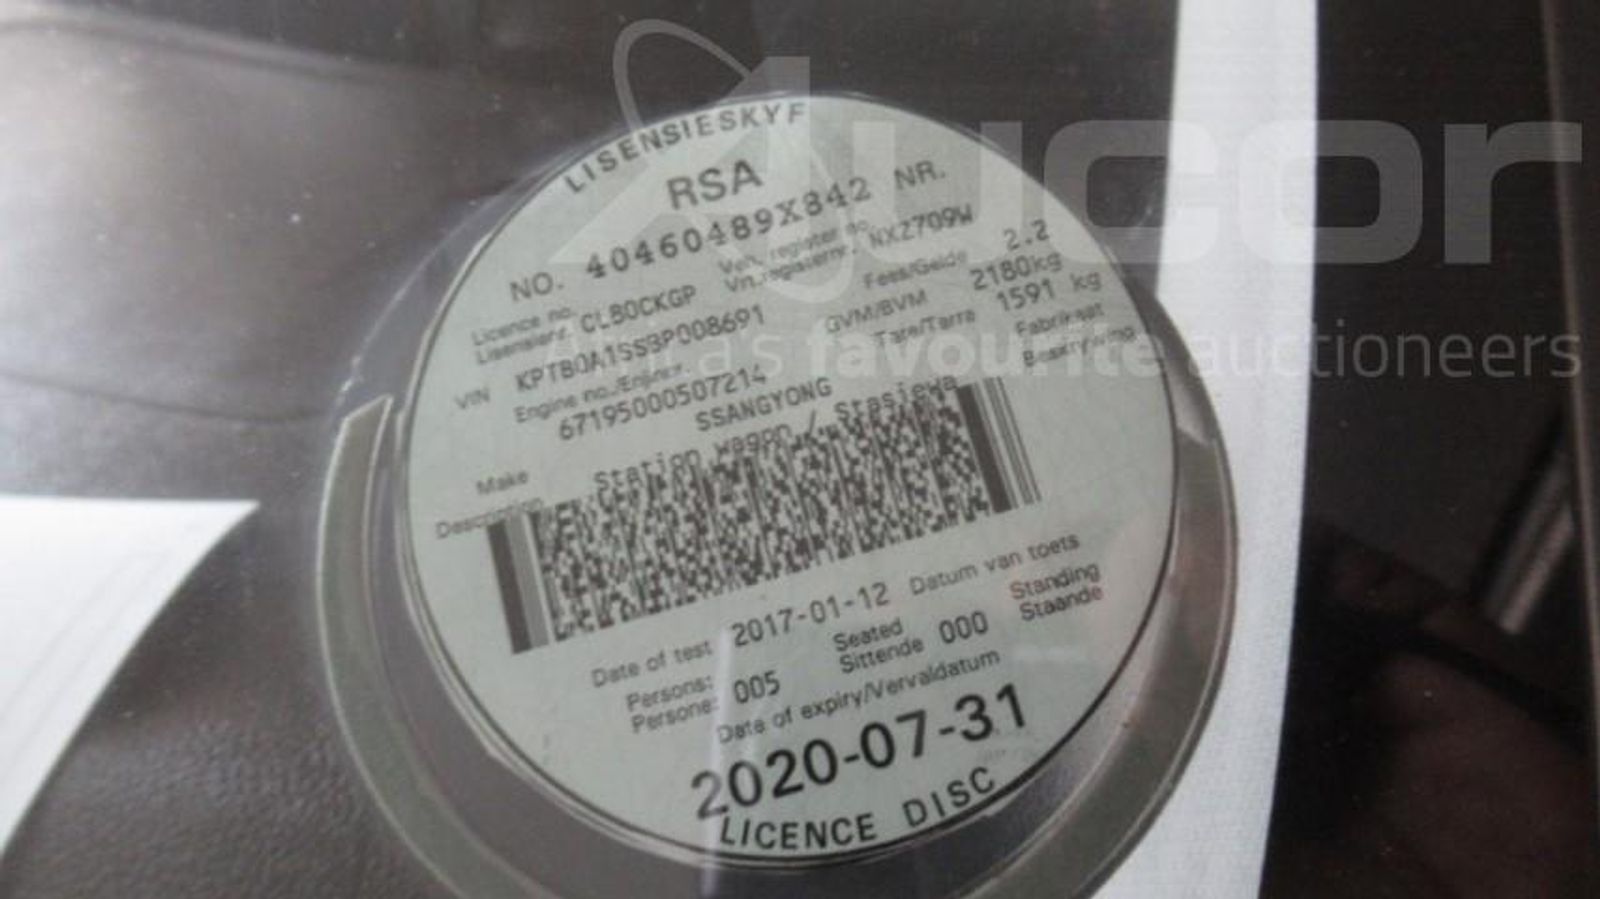 LISENSIESKYF
RSA
NO. 40460489X842 NR.
Licence no. Veh. register no.
Lisensienr. CL80CKGP Vrt.registernr. NXZ709W
VIN KPTB0A1SSBP008691 Fees/Gelde 2.2
Engine no./Enjinnr. GVM/BVM 2180kg
67195000507214 Tare/Tarra 1591 kg
Make SSANGYONG Fabrikaat
Description Station wagon / Stasiewa Beskrywing
Date of test 2017-01-12 Datum van toets
Persons: 005 Seated 000 Standing
Persone: Sittende Staande
Date of expiry/Vervaldatum
2020-07-31
LICENCE DISC
Aucor
Africa's favourite auctioneers